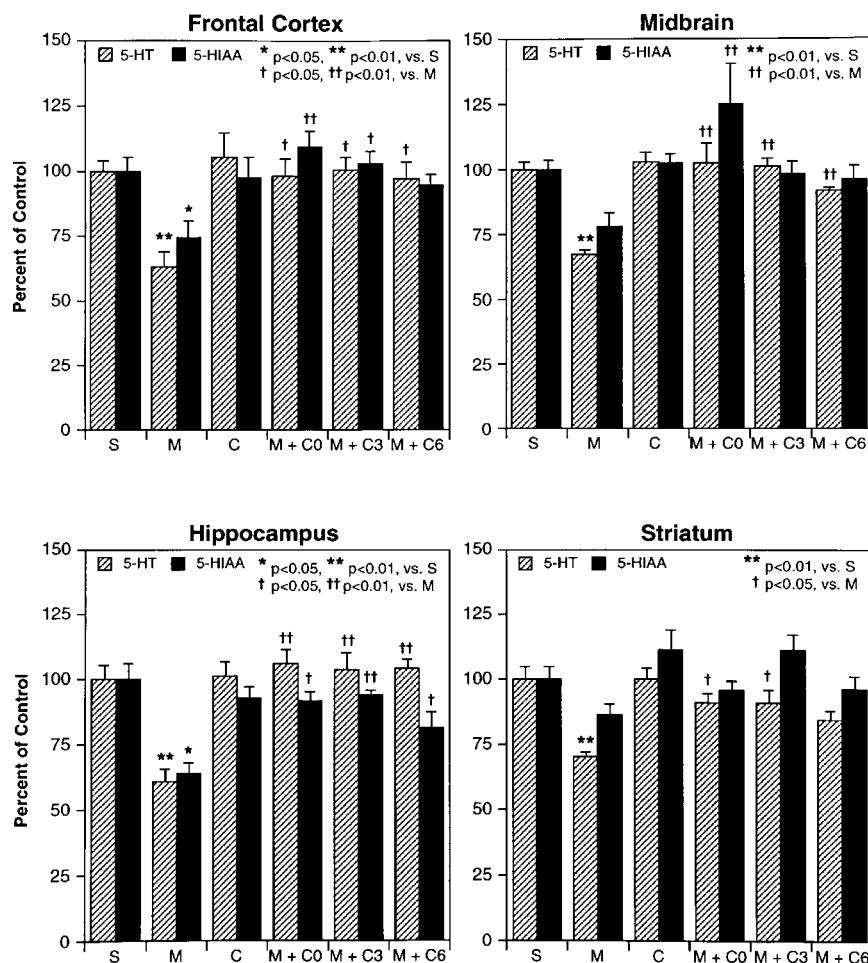 Frontal Cortex
5-HT 5-HIAA * p<0.05, ** p<0.01, vs. S
† p<0.05, †† p<0.01, vs. M
Percent of Control
150
125
100
75
50
25
0
** * † †† † † †
S M C M + C0 M + C3 M + C6
Midbrain
5-HT 5-HIAA ** p<0.01, vs. S
†† p<0.01, vs. M
150
125
100
75
50
25
0
** †† †† †† ††
S M C M + C0 M + C3 M + C6
Hippocampus
5-HT 5-HIAA * p<0.05, ** p<0.01, vs. S
† p<0.05, †† p<0.01, vs. M
Percent of Control
150
125
100
75
50
25
0
** * †† † †† †† †† †
S M C M + C0 M + C3 M + C6
Striatum
5-HT 5-HIAA ** p<0.01, vs. S
† p<0.05, vs. M
150
125
100
75
50
25
0
** † †
S M C M + C0 M + C3 M + C6